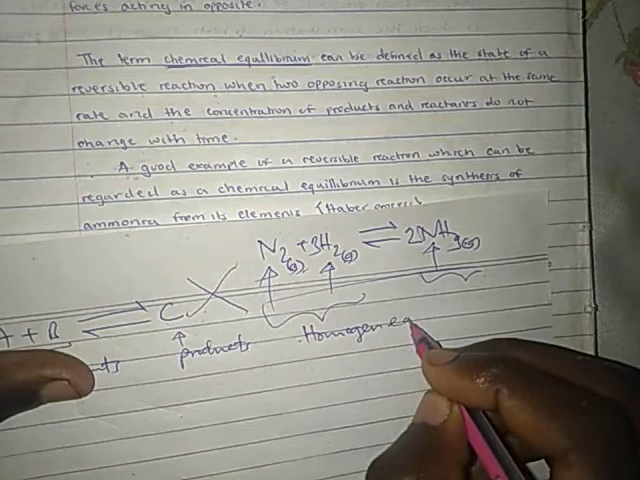 forces acting in opposite.
The term chemical equilibrium can be defined as the state of a
reversible reaction when two opposing reaction occur at the same
rate and the concentration of products and reactants do not
change with time.
A good example of a reversible reaction which can be
regarded as a chemical equillibrium is the synthesis of
ammonia from its elements (Haber process)
N2(g) + 3H2(g) ⇌ 2NH3(g)
A + B ⇌ C
products
Homogene